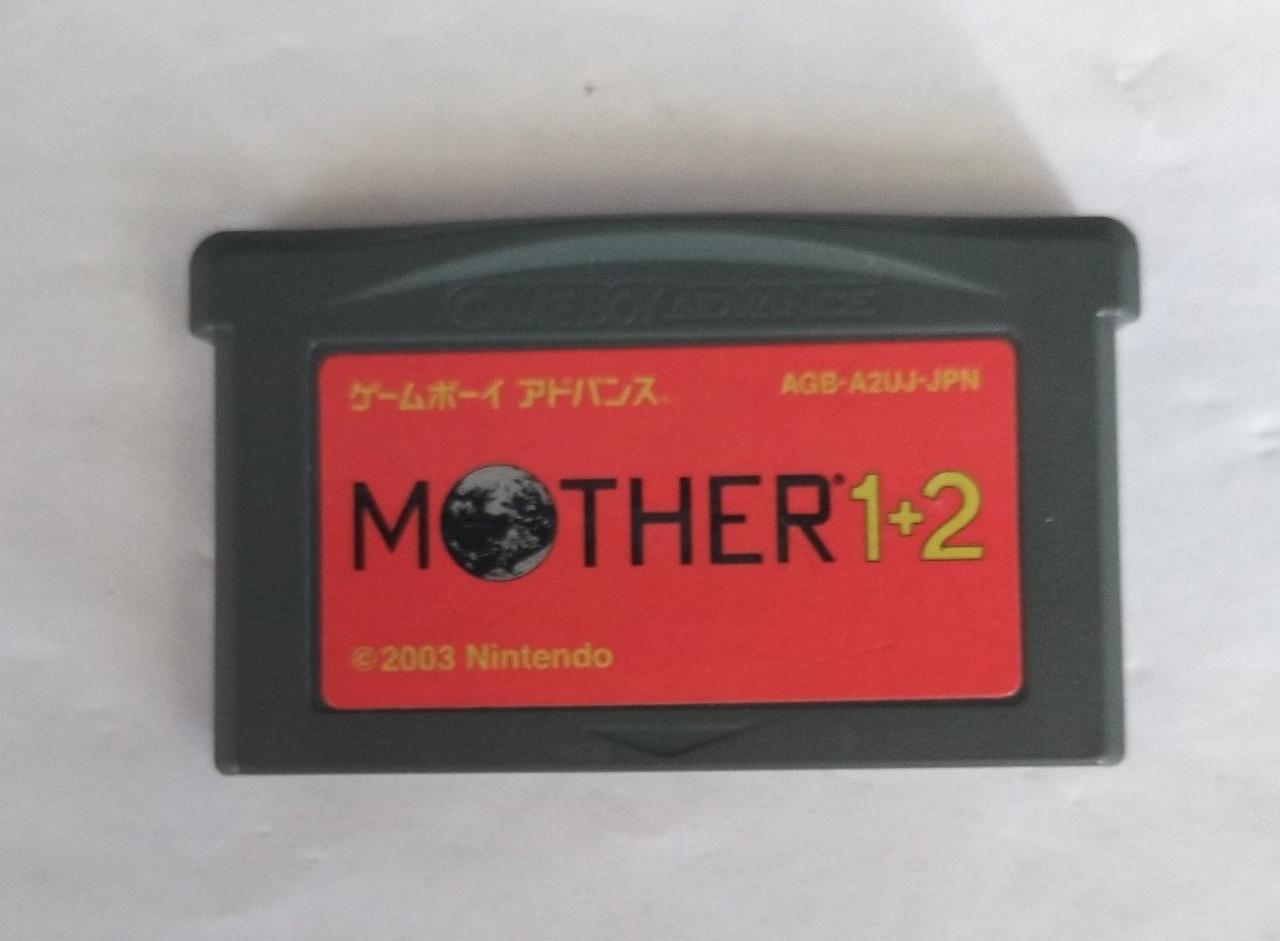 GAME BOY ADVANCE
ゲームボーイ アドバンス AGB-A2UJ-JPN
MOTHER 1+2
©2003 Nintendo